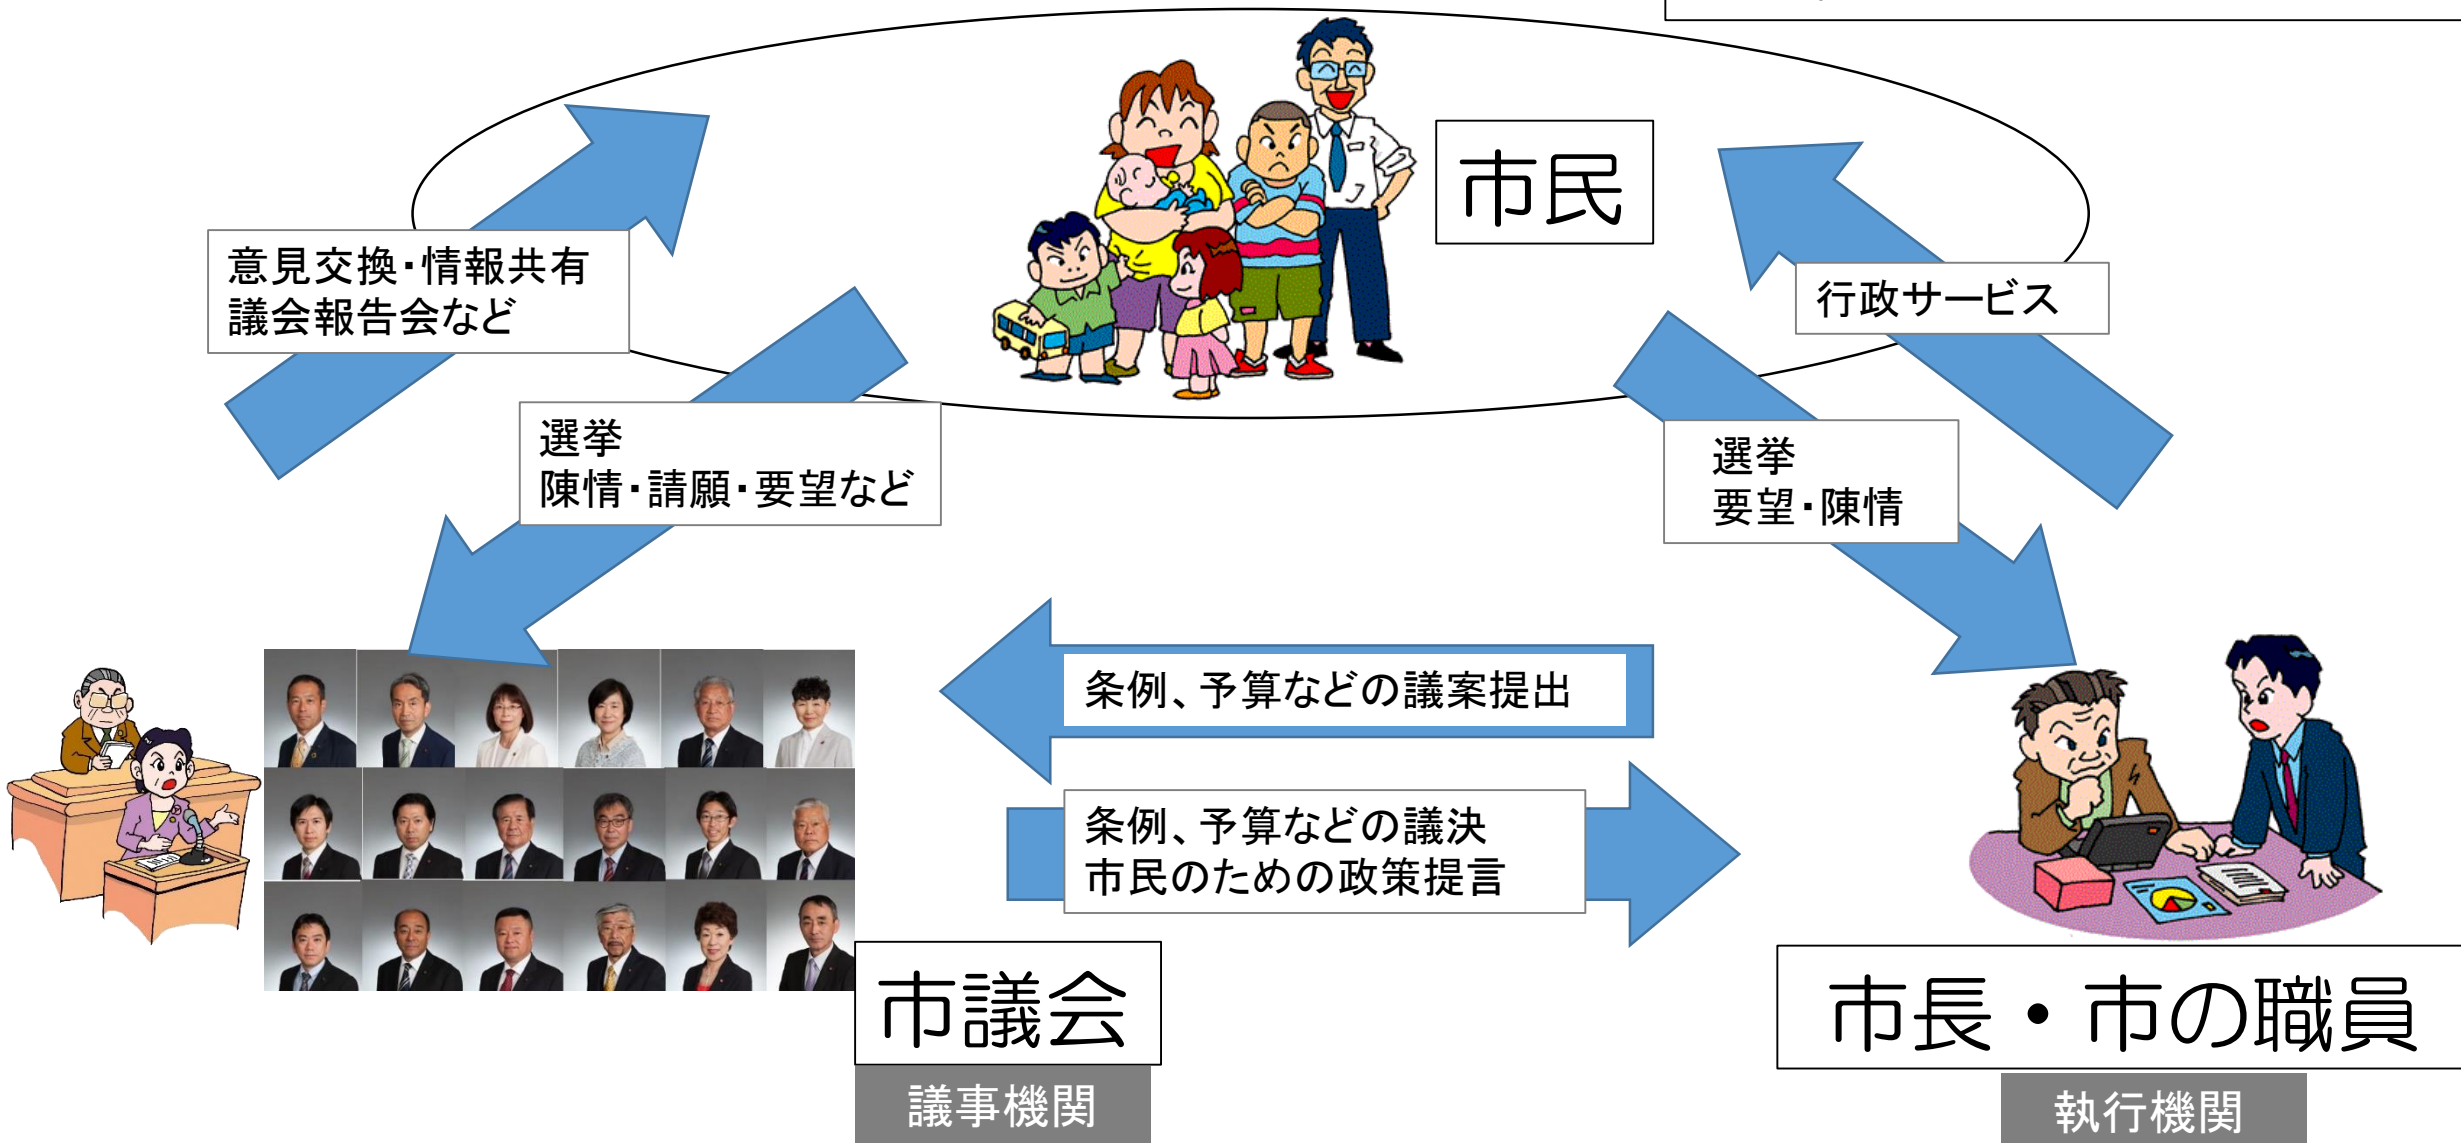 市民
意見交換・情報共有
議会報告会など
行政サービス
選挙
陳情・請願・要望など
選挙
要望・陳情
条例、予算などの議案提出
条例、予算などの議決
市民のための政策提言
市議会
議事機関
市長・市の職員
執行機関